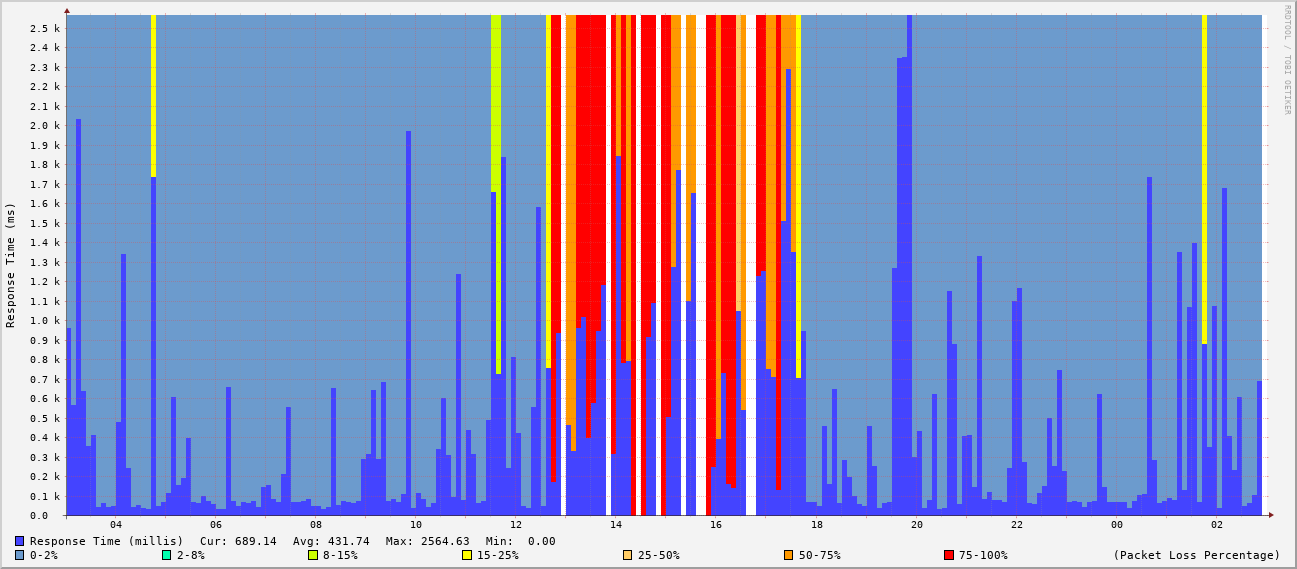 RRDTOOL / TOBI OETIKER
Response Time (ms)
2.5 k
2.4 k
2.3 k
2.2 k
2.1 k
2.0 k
1.9 k
1.8 k
1.7 k
1.6 k
1.5 k
1.4 k
1.3 k
1.2 k
1.1 k
1.0 k
0.9 k
0.8 k
0.7 k
0.6 k
0.5 k
0.4 k
0.3 k
0.2 k
0.1 k
0.0
04 06 08 10 12 14 16 18 20 22 00 02
Response Time (millis) Cur: 689.14 Avg: 431.74 Max: 2564.63 Min: 0.00
0-2% 2-8% 8-15% 15-25% 25-50% 50-75% 75-100% (Packet Loss Percentage)